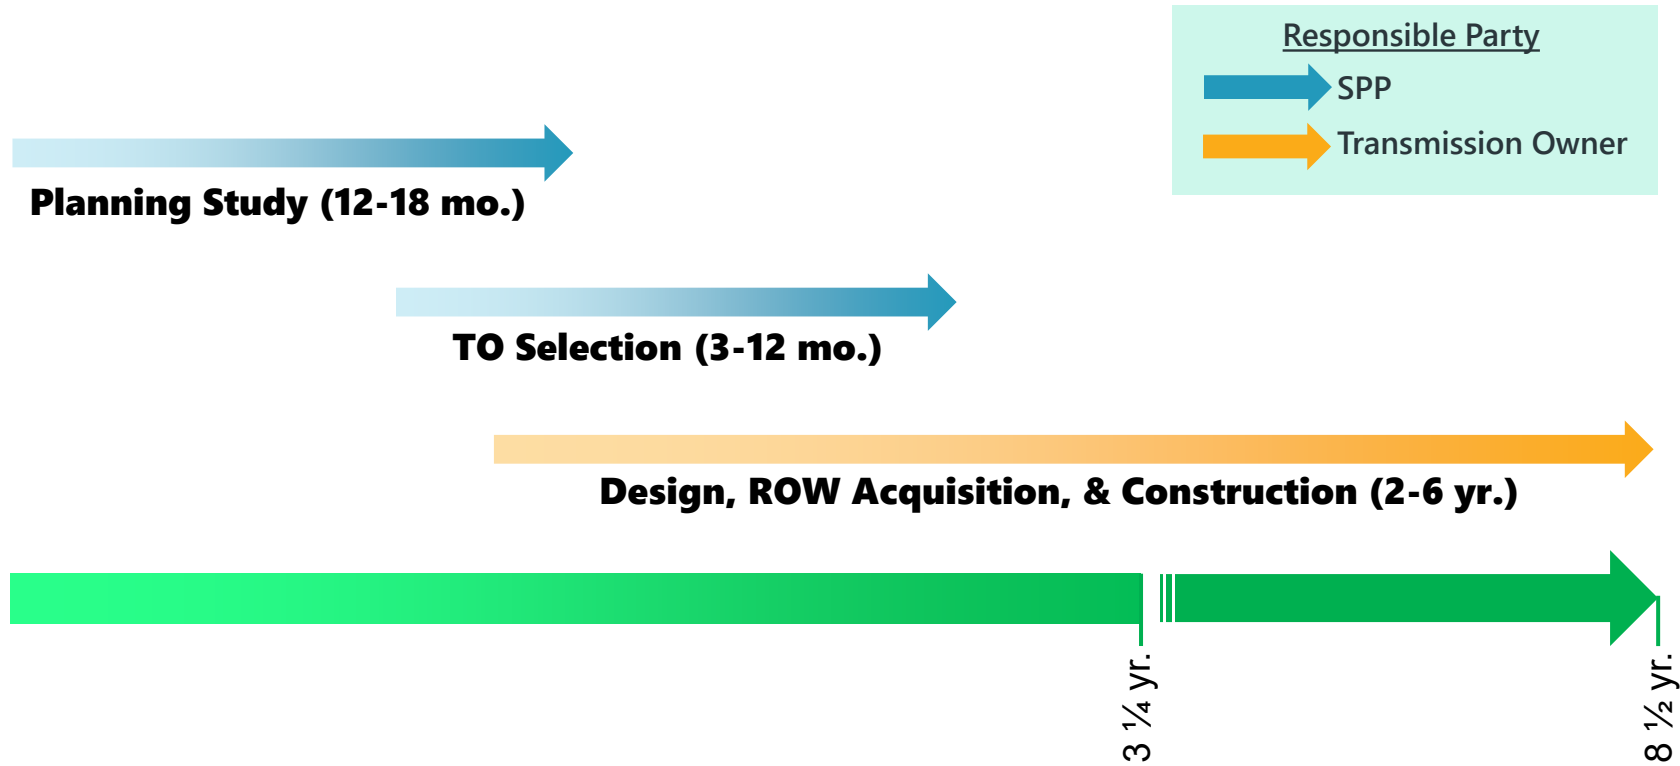 Responsible Party
SPP
Transmission Owner
Planning Study (12-18 mo.)
TO Selection (3-12 mo.)
Design, ROW Acquisition, & Construction (2-6 yr.)
3 ¼ yr.
8 ½ yr.